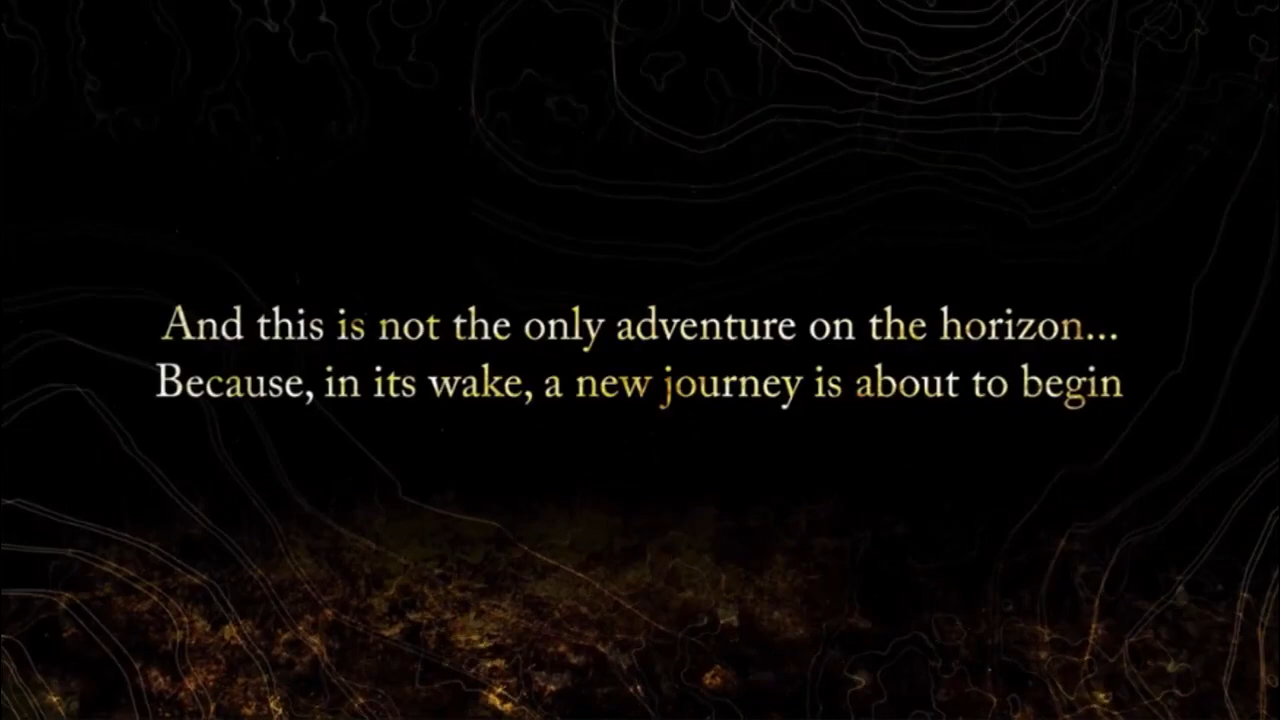 And this is not the only adventure on the horizon...
Because, in its wake, a new journey is about to begin